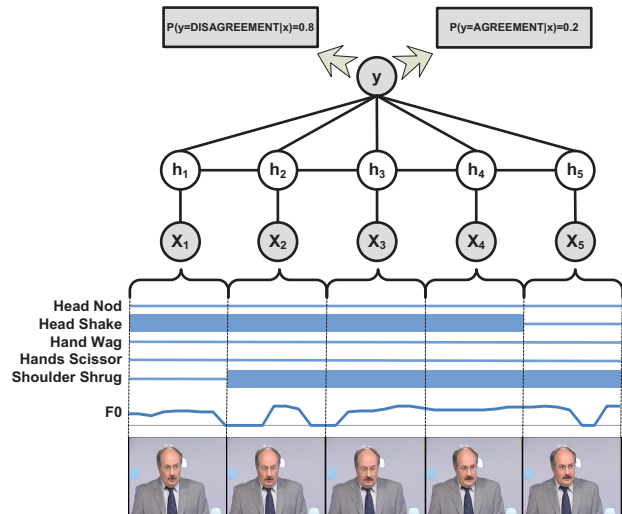 P(y=DISAGREEMENT|x)=0.8
P(y=AGREEMENT|x)=0.2
y
h1 h2 h3 h4 h5
X1 X2 X3 X4 X5
Head Nod
Head Shake
Hand Wag
Hands Scissor
Shoulder Shrug
F0